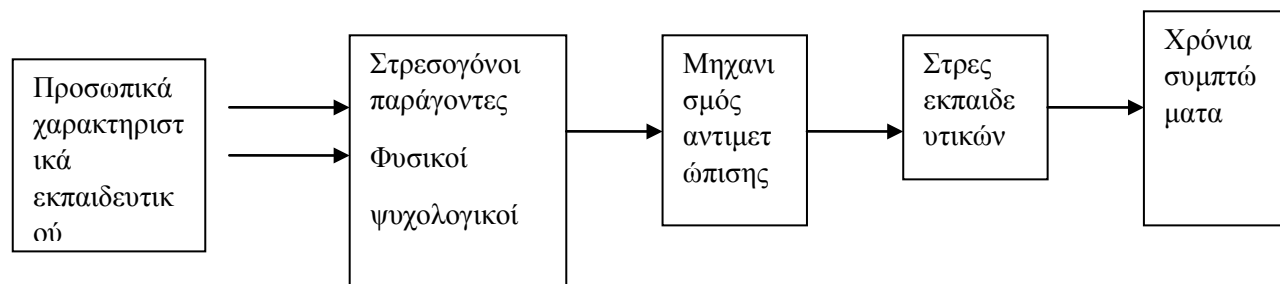 Προσωπικά
χαρακτηριστ
ικά
εκπαιδευτικ
ού
Στρεσογόνοι
παράγοντες
Φυσικοί
ψυχολογικοί
Μηχανι
σμός
αντιμετ
ώπισης
Στρες
εκπαιδε
υτικών
Χρόνια
συμπτώ
ματα